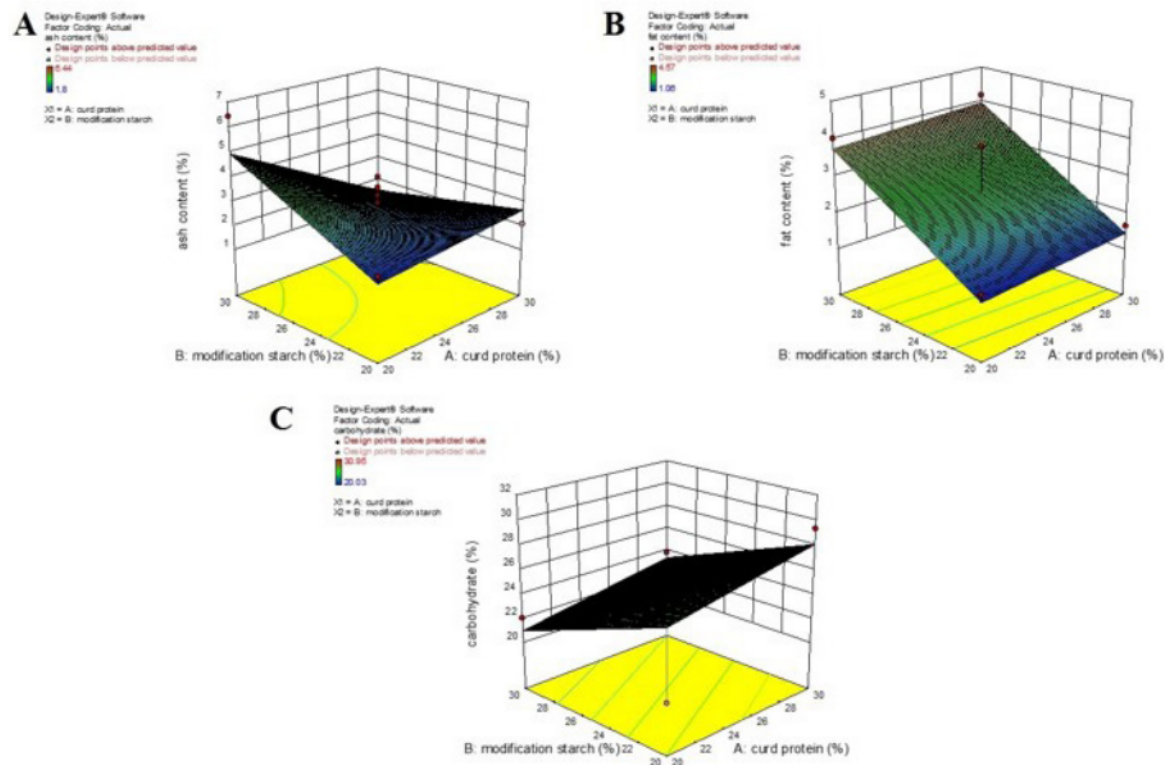 A
Design-Expert® Software
Factor Coding: Actual
ash content (%)
Design points above predicted value
Design points below predicted value
6.44
1.8
X1 = A: curd protein
X2 = B: modification starch
7
6
5
4
3
2
1
ash content (%)
30
28
26
24
22
20
B: modification starch (%)
20
22
24
26
28
30
A: curd protein (%)
B
Design-Expert® Software
Factor Coding: Actual
fat content (%)
Design points above predicted value
Design points below predicted value
4.57
X1 = A: curd protein
X2 = B: modification starch
5
4
3
2
1
fat content (%)
30
28
26
24
22
20
B: modification starch (%)
20
22
24
26
28
30
A: curd protein (%)
C
Design-Expert® Software
Factor Coding: Actual
carbohydrate (%)
Design points above predicted value
Design points below predicted value
20.03
X1 = A: curd protein
X2 = B: modification starch
32
30
28
26
24
22
20
carbohydrate (%)
30
28
26
24
22
20
B: modification starch (%)
20
22
24
26
28
30
A: curd protein (%)